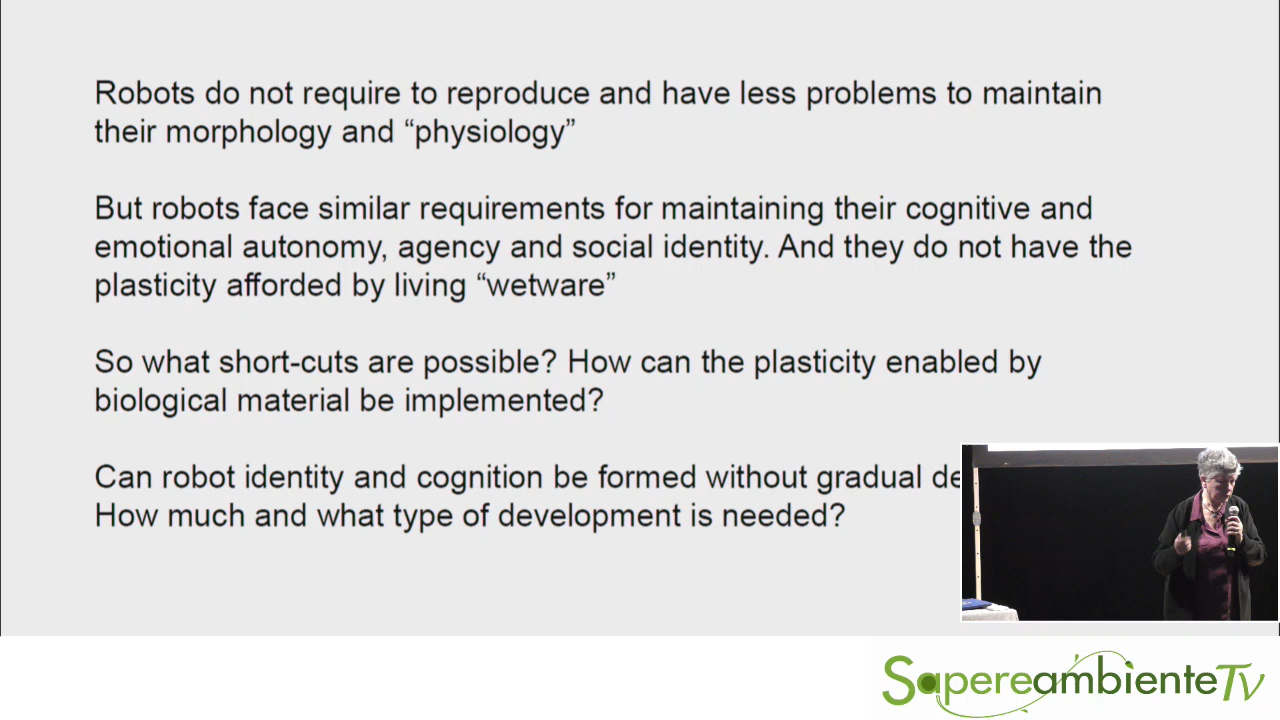 Robots do not require to reproduce and have less problems to maintain
their morphology and “physiology”
But robots face similar requirements for maintaining their cognitive and
emotional autonomy, agency and social identity. And they do not have the
plasticity afforded by living “wetware”
So what short-cuts are possible? How can the plasticity enabled by
biological material be implemented?
Can robot identity and cognition be formed without gradual de
How much and what type of development is needed?
SapereambienteTv